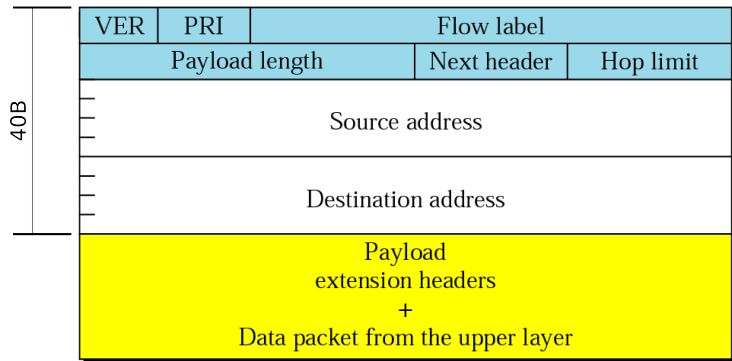 VER PRI Flow label
Payload length Next header Hop limit
40B
Source address
Destination address
Payload
extension headers
+
Data packet from the upper layer